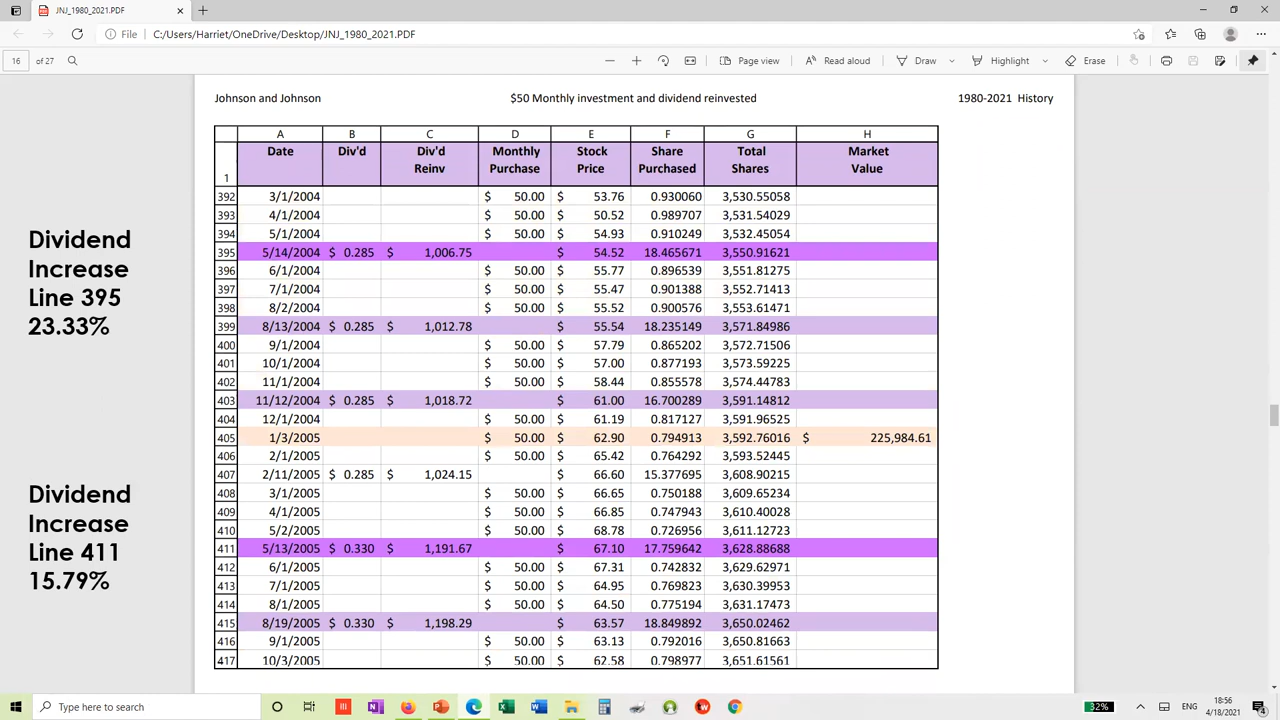 JNJ_1980_2021.PDF
File C:/Users/Harriet/OneDrive/Desktop/JNJ_1980_2021.PDF
16 of 27 Page view Read aloud Draw Highlight Erase
Johnson and Johnson $50 Monthly investment and dividend reinvested 1980-2021 History
A B C D E F G H
Date Div'd Div'd Monthly Stock Share Total Market
1 Reinv Purchase Price Purchased Shares Value
392 3/1/2004 $ 50.00 $ 53.76 0.930060 3,530.55058
393 4/1/2004 $ 50.00 $ 50.52 0.989707 3,531.54029
394 5/1/2004 $ 50.00 $ 54.93 0.910249 3,532.45054
395 5/14/2004 $ 0.285 $ 1,006.75 $ 54.52 18.465671 3,550.91621
396 6/1/2004 $ 50.00 $ 55.77 0.896539 3,551.81275
397 7/1/2004 $ 50.00 $ 55.47 0.901388 3,552.71413
398 8/2/2004 $ 50.00 $ 55.52 0.900576 3,553.61471
399 8/13/2004 $ 0.285 $ 1,012.78 $ 55.54 18.235149 3,571.84986
400 9/1/2004 $ 50.00 $ 57.79 0.865202 3,572.71506
401 10/1/2004 $ 50.00 $ 57.00 0.877193 3,573.59225
402 11/1/2004 $ 50.00 $ 58.44 0.855578 3,574.44783
403 11/12/2004 $ 0.285 $ 1,018.72 $ 61.00 16.700289 3,591.14812
404 12/1/2004 $ 50.00 $ 61.19 0.817127 3,591.96525
405 1/3/2005 $ 50.00 $ 62.90 0.794913 3,592.76016 $ 225,984.61
406 2/1/2005 $ 50.00 $ 65.42 0.764292 3,593.52445
407 2/11/2005 $ 0.285 $ 1,024.15 $ 66.60 15.377695 3,608.90215
408 3/1/2005 $ 50.00 $ 66.65 0.750188 3,609.65234
409 4/1/2005 $ 50.00 $ 66.85 0.747943 3,610.40028
410 5/2/2005 $ 50.00 $ 68.78 0.726956 3,611.12723
411 5/13/2005 $ 0.330 $ 1,191.67 $ 67.10 17.759642 3,628.88688
412 6/1/2005 $ 50.00 $ 67.31 0.742832 3,629.62971
413 7/1/2005 $ 50.00 $ 64.95 0.769823 3,630.39953
414 8/1/2005 $ 50.00 $ 64.50 0.775194 3,631.17473
415 8/19/2005 $ 0.330 $ 1,198.29 $ 63.57 18.849892 3,650.02462
416 9/1/2005 $ 50.00 $ 63.13 0.792016 3,650.81663
417 10/3/2005 $ 50.00 $ 62.58 0.798977 3,651.61561
Dividend
Increase
Line 395
23.33%
Dividend
Increase
Line 411
15.79%
Type here to search
32% ENG
18:56
4/18/2021
4